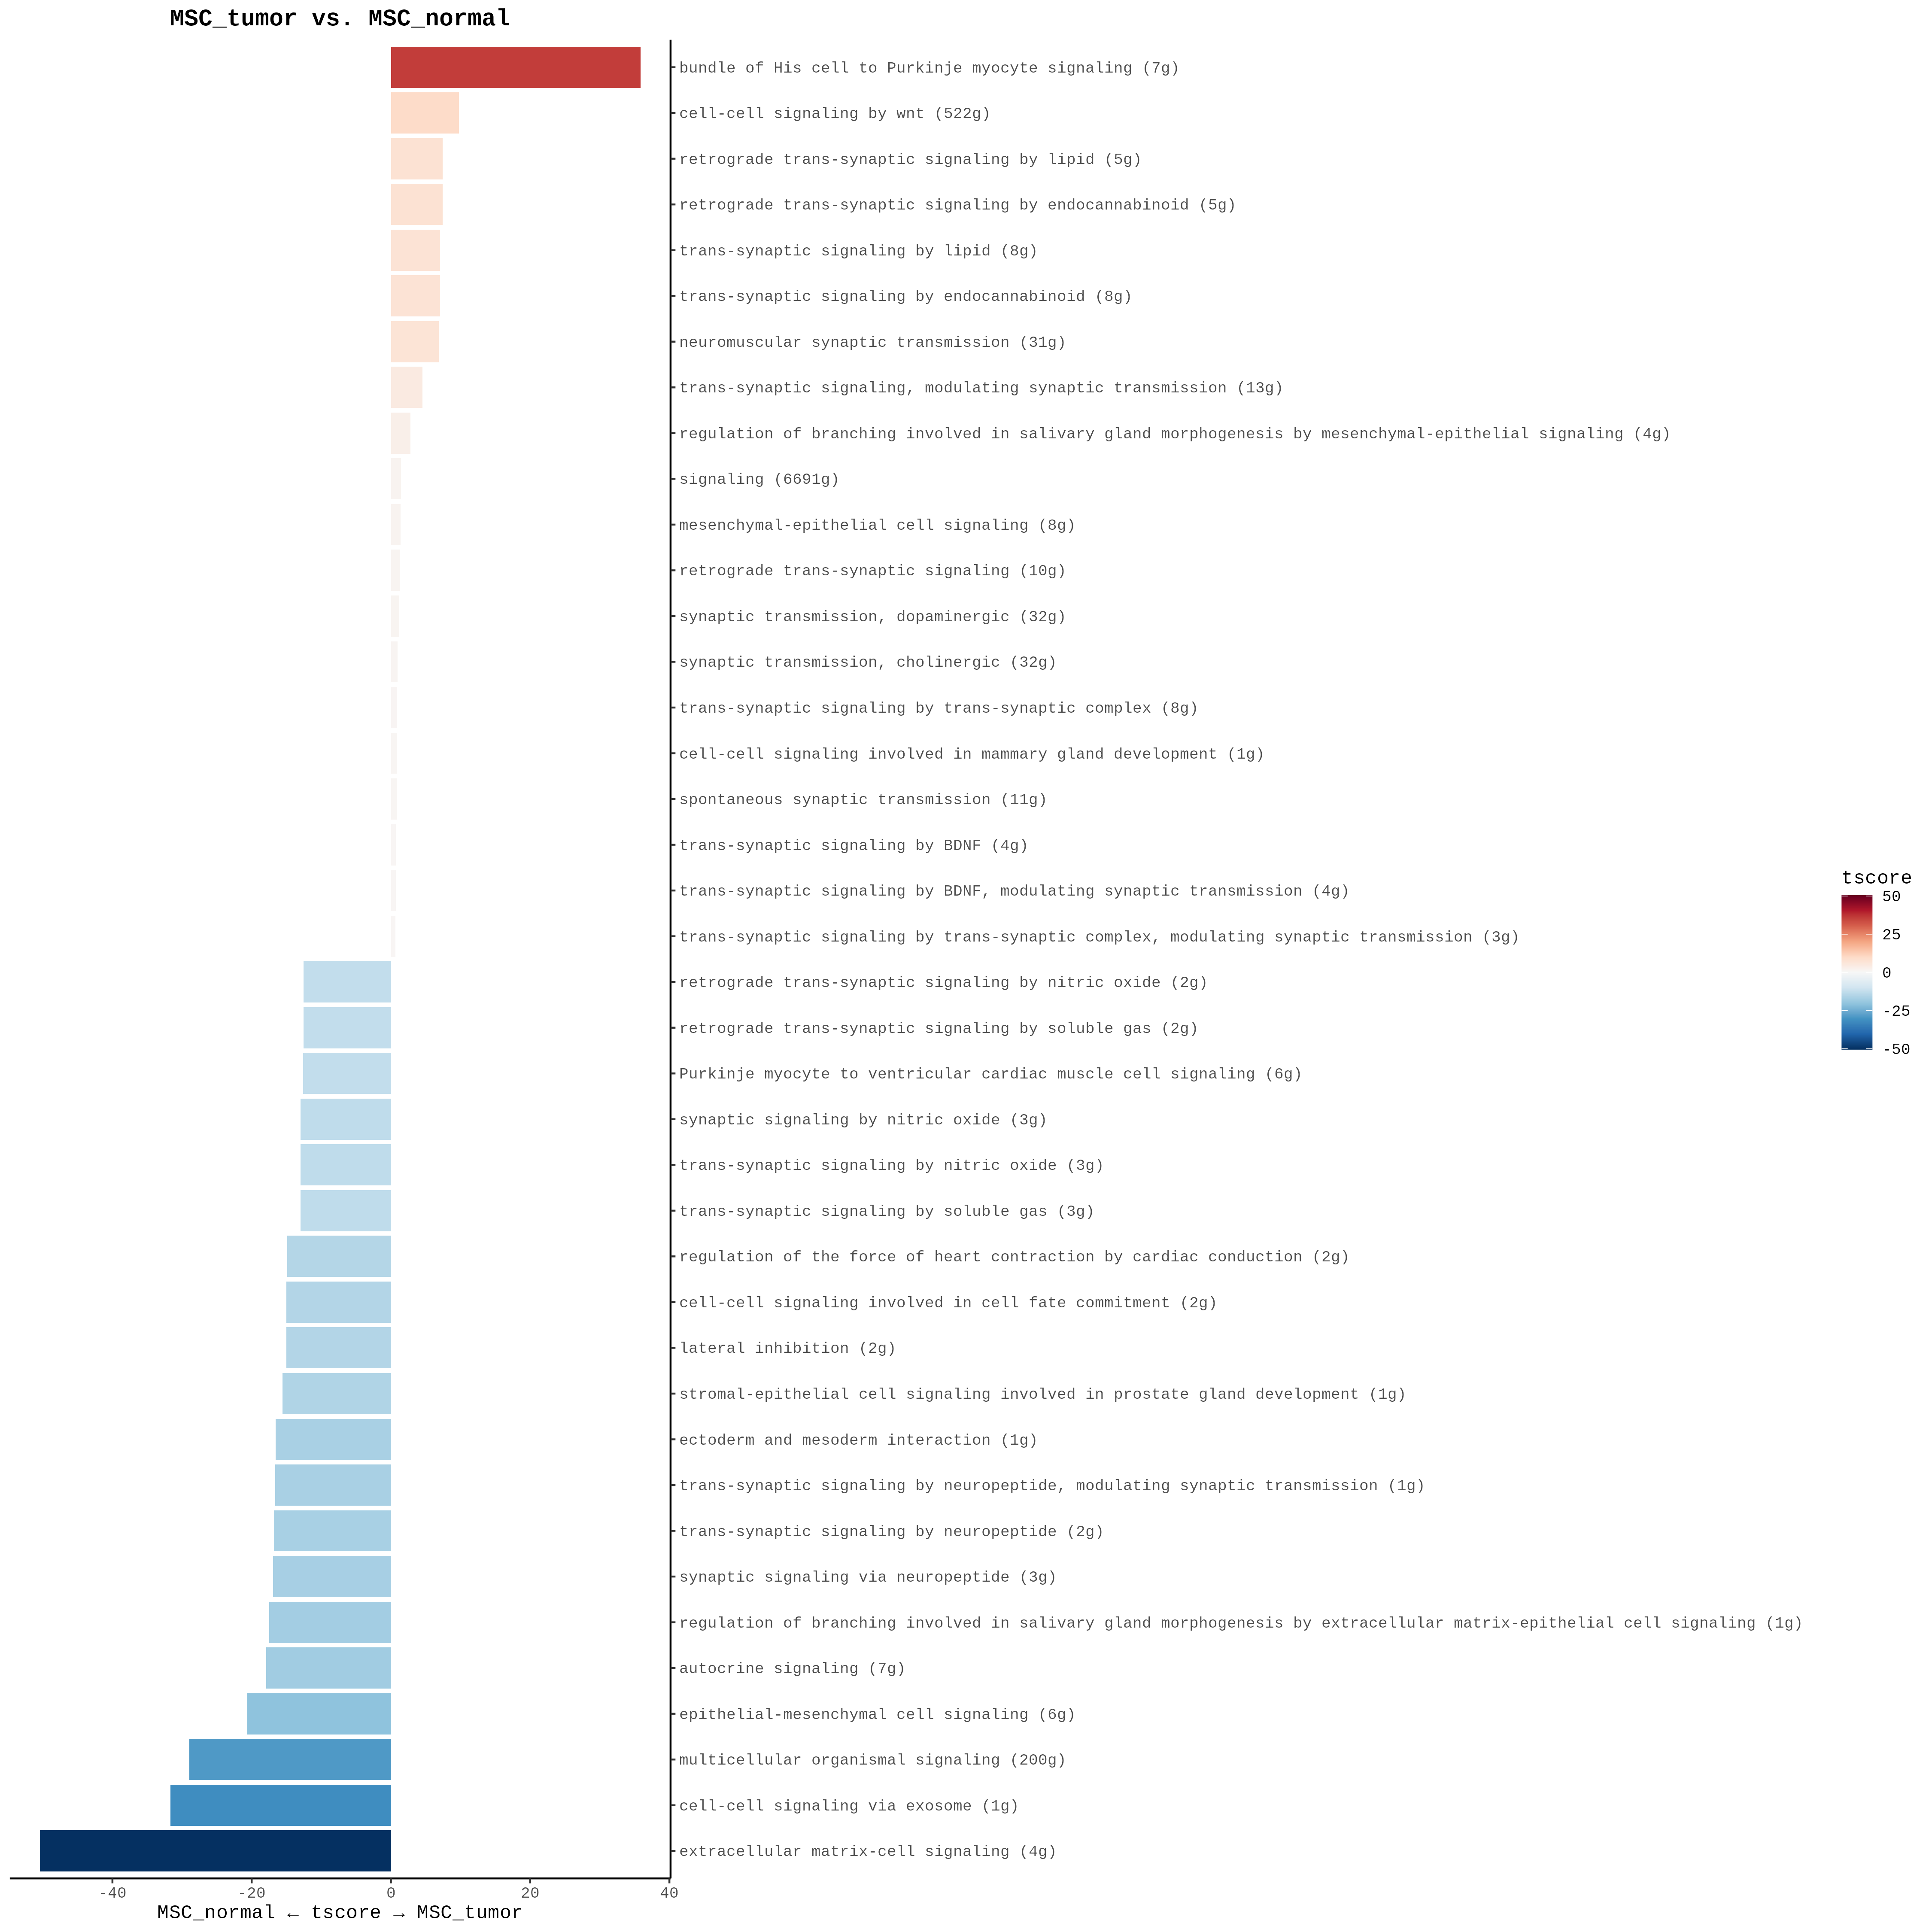 MSC_tumor vs. MSC_normal
bundle of His cell to Purkinje myocyte signaling (7g)
cell-cell signaling by wnt (522g)
retrograde trans-synaptic signaling by lipid (5g)
retrograde trans-synaptic signaling by endocannabinoid (5g)
trans-synaptic signaling by lipid (8g)
trans-synaptic signaling by endocannabinoid (8g)
neuromuscular synaptic transmission (31g)
trans-synaptic signaling, modulating synaptic transmission (13g)
regulation of branching involved in salivary gland morphogenesis by mesenchymal-epithelial signaling (4g)
signaling (6691g)
mesenchymal-epithelial cell signaling (8g)
retrograde trans-synaptic signaling (10g)
synaptic transmission, dopaminergic (32g)
synaptic transmission, cholinergic (32g)
trans-synaptic signaling by trans-synaptic complex (8g)
cell-cell signaling involved in mammary gland development (1g)
spontaneous synaptic transmission (11g)
trans-synaptic signaling by BDNF (4g)
trans-synaptic signaling by BDNF, modulating synaptic transmission (4g)
trans-synaptic signaling by trans-synaptic complex, modulating synaptic transmission (3g)
retrograde trans-synaptic signaling by nitric oxide (2g)
retrograde trans-synaptic signaling by soluble gas (2g)
Purkinje myocyte to ventricular cardiac muscle cell signaling (6g)
synaptic signaling by nitric oxide (3g)
trans-synaptic signaling by nitric oxide (3g)
trans-synaptic signaling by soluble gas (3g)
regulation of the force of heart contraction by cardiac conduction (2g)
cell-cell signaling involved in cell fate commitment (2g)
lateral inhibition (2g)
stromal-epithelial cell signaling involved in prostate gland development (1g)
ectoderm and mesoderm interaction (1g)
trans-synaptic signaling by neuropeptide, modulating synaptic transmission (1g)
trans-synaptic signaling by neuropeptide (2g)
synaptic signaling via neuropeptide (3g)
regulation of branching involved in salivary gland morphogenesis by extracellular matrix-epithelial cell signaling (1g)
autocrine signaling (7g)
epithelial-mesenchymal cell signaling (6g)
multicellular organismal signaling (200g)
cell-cell signaling via exosome (1g)
extracellular matrix-cell signaling (4g)
-40 -20 0 20 40
MSC_normal ← tscore → MSC_tumor
tscore
50
25
0
-25
-50